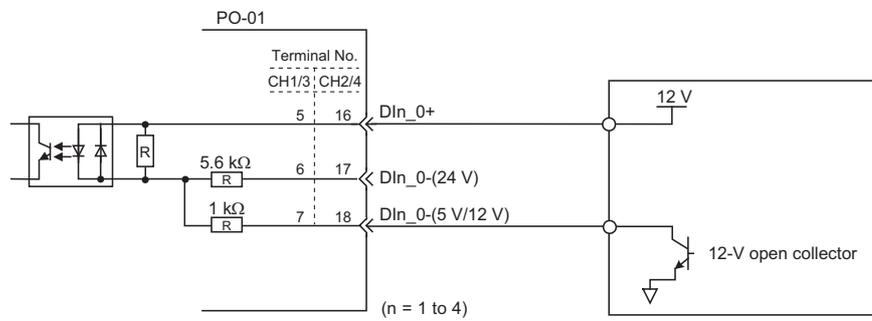 PO-01
Terminal No.
CH1/3 CH2/4
12 V
5 16 DIn_0+
R
5.6 kΩ
R
6 17 DIn_0-(24 V)
1 kΩ
R
7 18 DIn_0-(5 V/12 V)
12-V open collector
(n = 1 to 4)